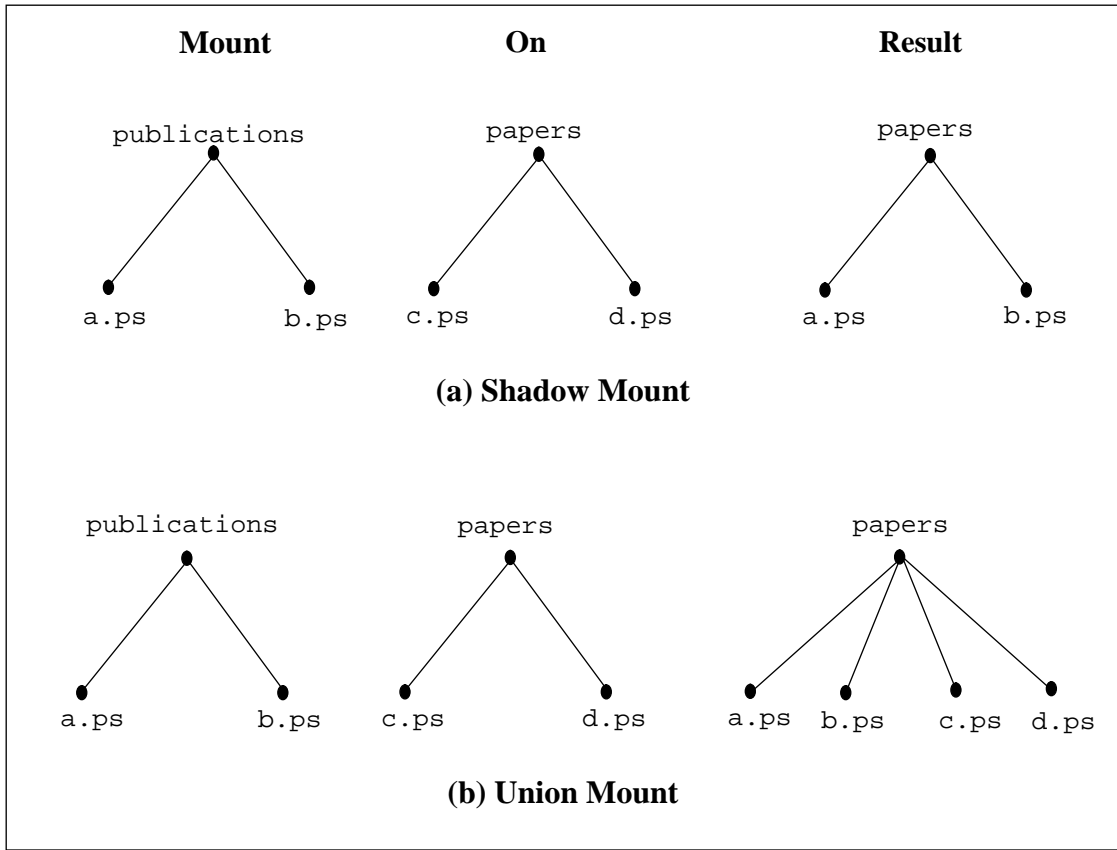 Mount On Result
publications papers papers
a.ps b.ps c.ps d.ps a.ps b.ps
(a) Shadow Mount
publications papers papers
a.ps b.ps c.ps d.ps a.ps b.ps c.ps d.ps
(b) Union Mount